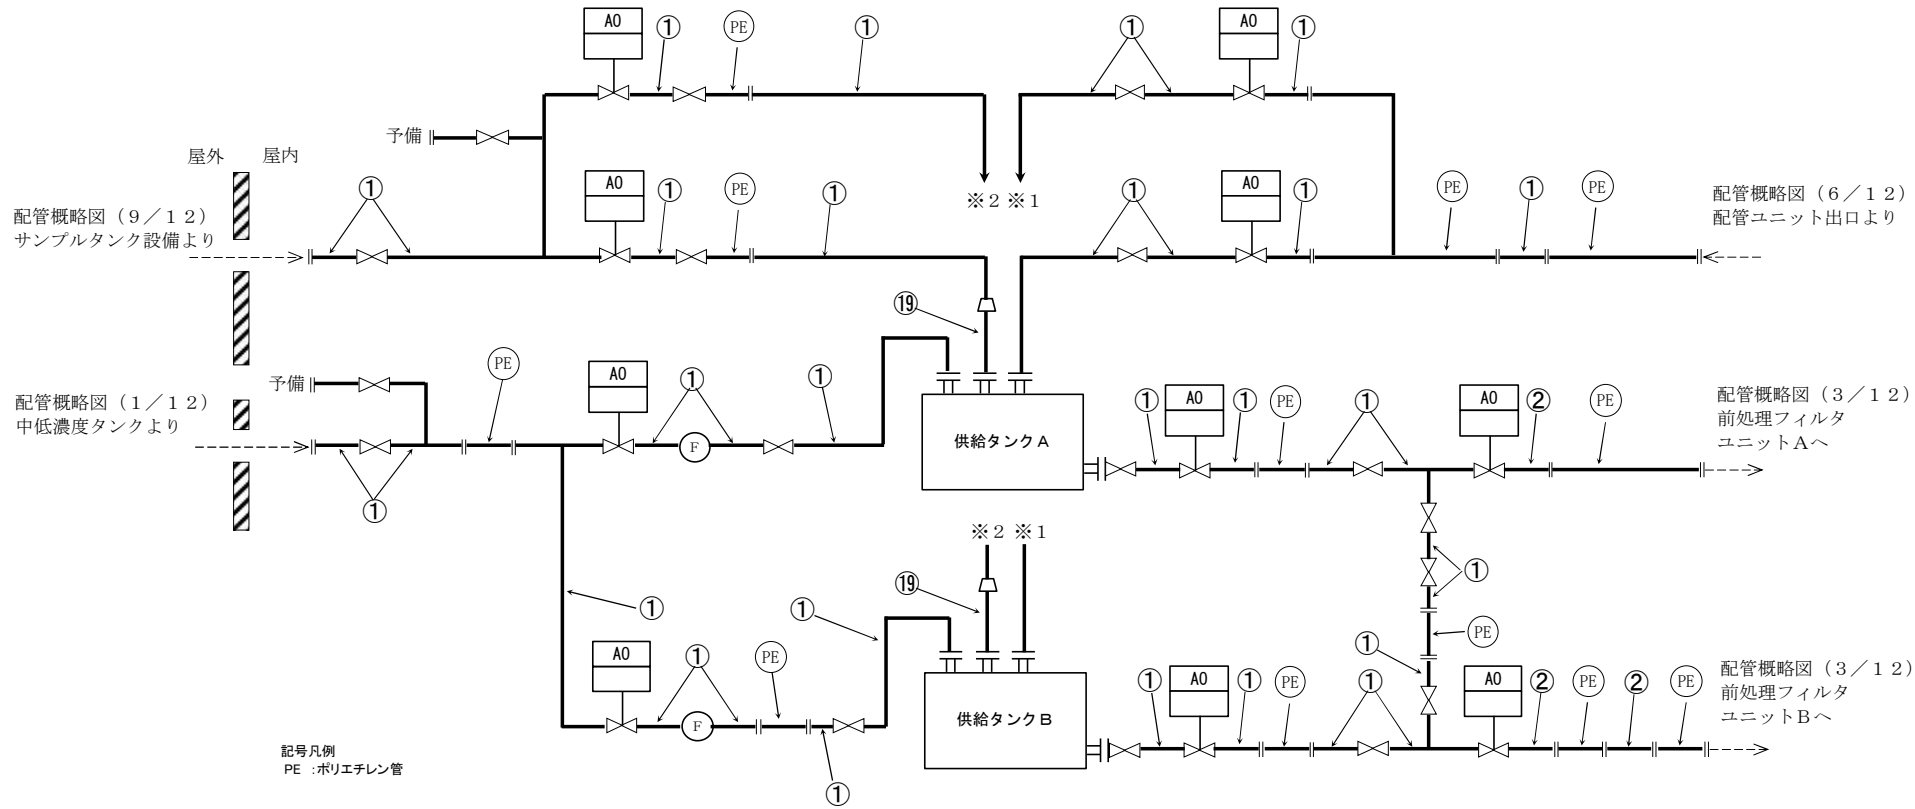 AO ① PE ① ① AO ①
予備
屋外 屋内
① AO ① PE ① ※2 ※1 ① AO ① PE ① PE
配管概略図（9／12）
サンプルタンク設備より
配管概略図（6／12）
配管ユニット出口より
⑲
予備
PE AO ① ①
配管概略図（1／12）
中低濃度タンクより
F
①
供給タンクA
① AO ① PE ① AO ② PE
配管概略図（3／12）
前処理フィルタ
ユニットAへ
※2 ※1
①
⑲
① ①
PE
AO ① PE
F
①
①
供給タンクB
① AO ① PE ① AO ② PE ② PE
配管概略図（3／12）
前処理フィルタ
ユニットBへ
記号凡例
PE ：ポリエチレン管